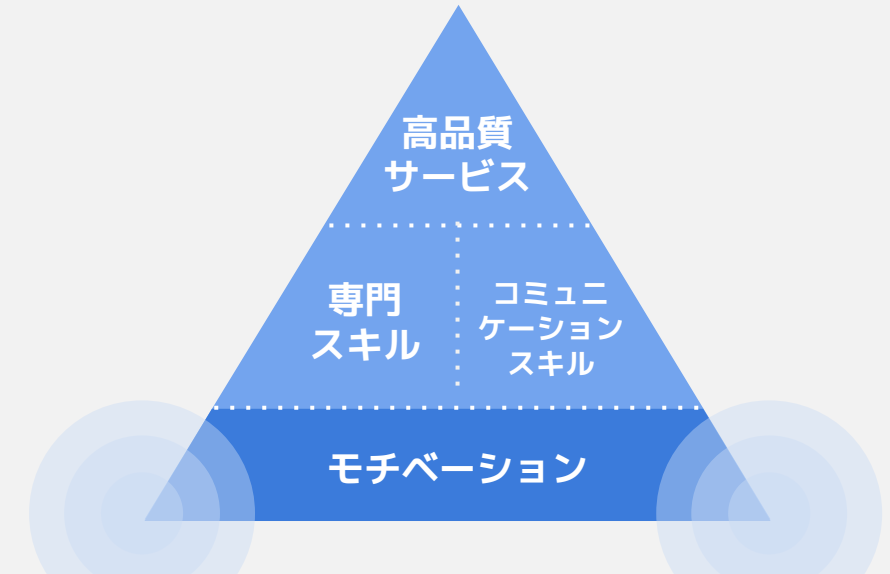 高品質
サービス
専門
スキル
コミュニ
ケーション
スキル
モチベーション